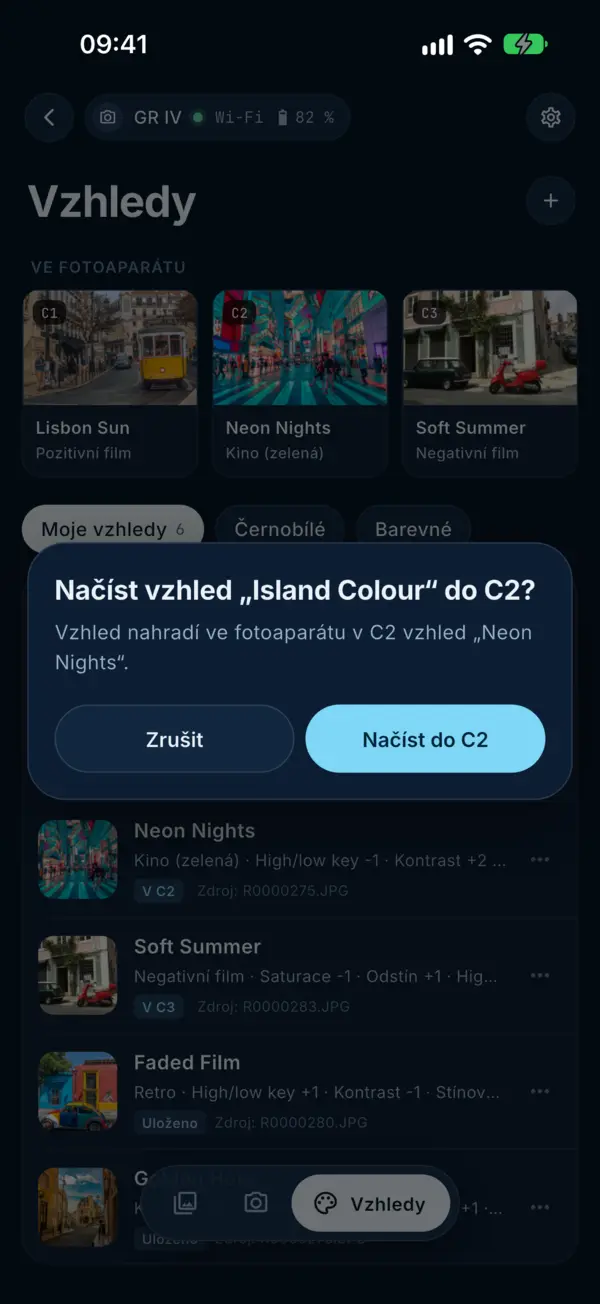 09:41
GR IV Wi-Fi 82 %
Vzhledy
VE FOTOAPARÁTU
C1 C2 C3
Lisbon Sun Neon Nights Soft Summer
Pozitivní film Kino (zelená) Negativní film
Moje vzhledy 6 Černobílé Barevné
Načíst vzhled „Island Colour“ do C2?
Vzhled nahradí ve fotoaparátu v C2 vzhled „Neon
Nights“.
Zrušit Načíst do C2
Neon Nights
Kino (zelená) · High/low key -1 · Kontrast +2 ...
V C2 Zdroj: R0000275.JPG
Soft Summer
Negativní film · Saturace -1 · Odstín +1 · Hig...
V C3 Zdroj: R0000283.JPG
Faded Film
Retro · High/low key +1 · Kontrast -1 · Stínov...
Uloženo Zdroj: R0000280.JPG
+1 ·...
Vzhledy
Uloženo